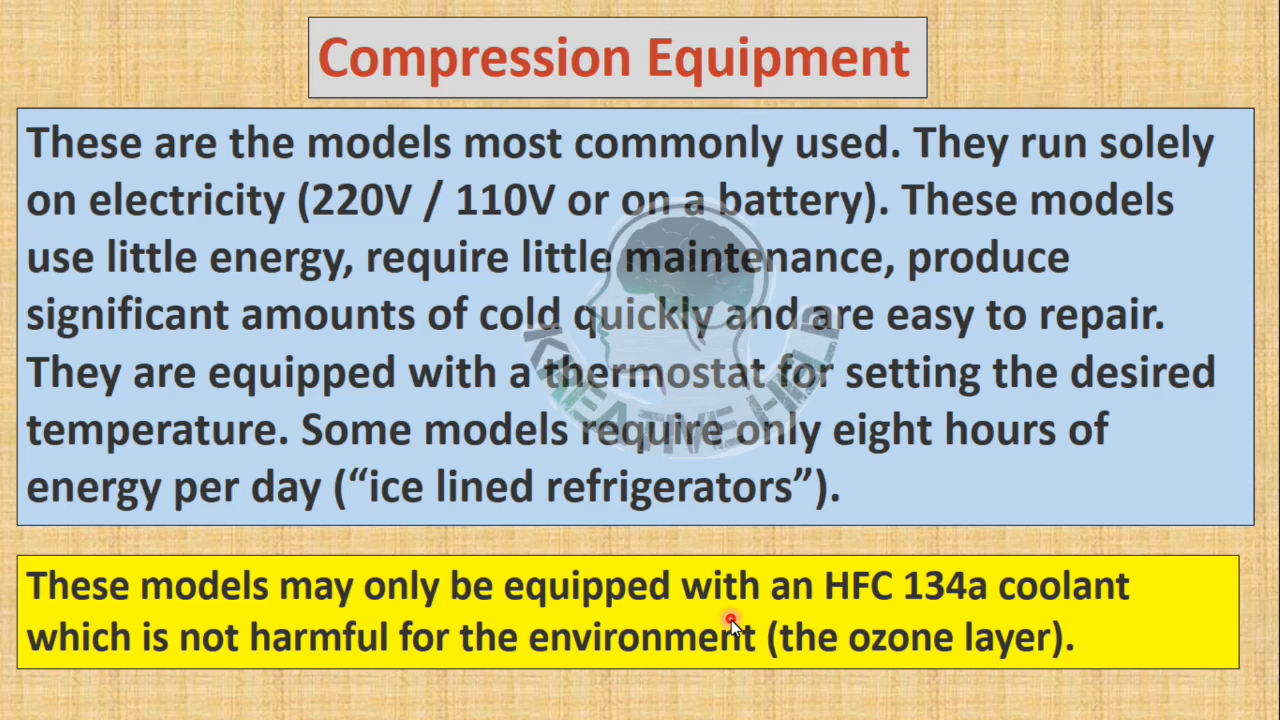 Compression Equipment
These are the models most commonly used. They run solely
on electricity (220V / 110V or on a battery). These models
use little energy, require little maintenance, produce
significant amounts of cold quickly and are easy to repair.
They are equipped with a thermostat for setting the desired
temperature. Some models require only eight hours of
energy per day (“ice lined refrigerators”).
KREATIVE HILD
These models may only be equipped with an HFC 134a coolant
which is not harmful for the environment (the ozone layer).